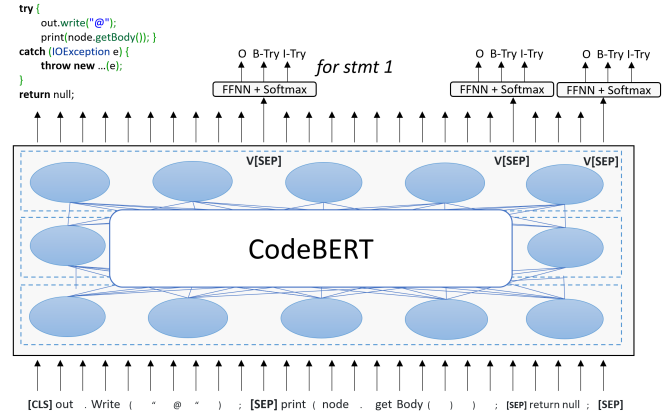 try {
out.write("@");
print(node.getBody()); }
catch (IOException e) {
throw new ...(e);
}
return null;
O B-Try I-Try
for stmt 1
O B-Try I-Try
O B-Try I-Try
FFNN + Softmax
FFNN + Softmax
FFNN + Softmax
V[SEP]
V[SEP]
V[SEP]
CodeBERT
[CLS] out . Write ( “ @ “ ) ; [SEP] print ( node . get Body ( ) ) ; [SEP] return null ; [SEP]